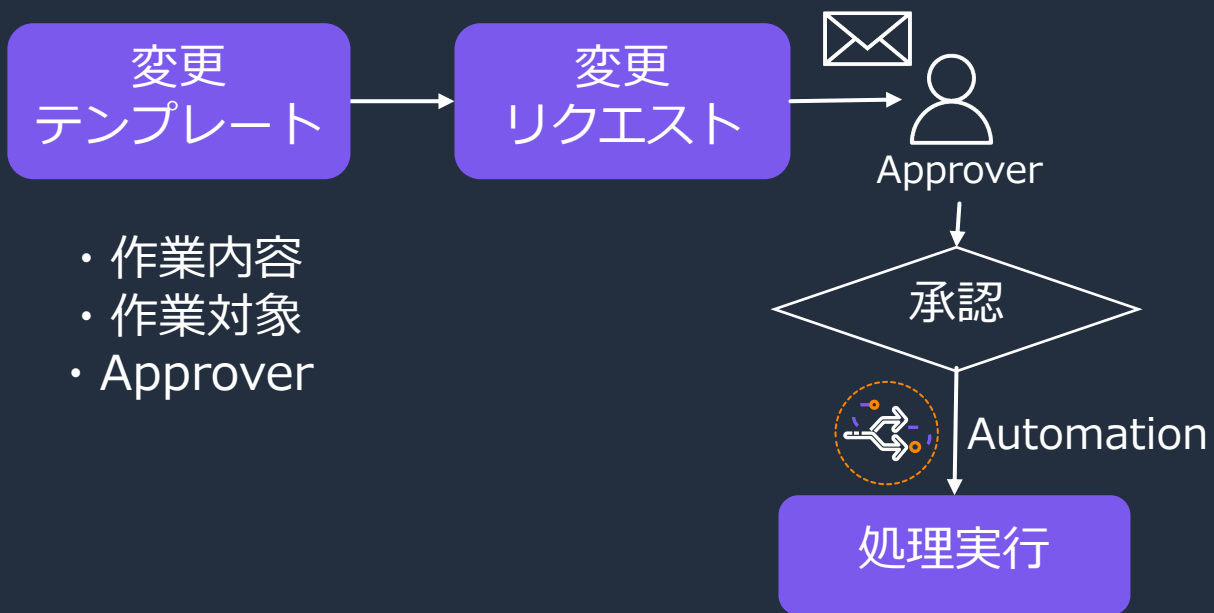 変更
テンプレート
変更
リクエスト
Approver
・作業内容
・作業対象
・Approver
承認
Automation
処理実行